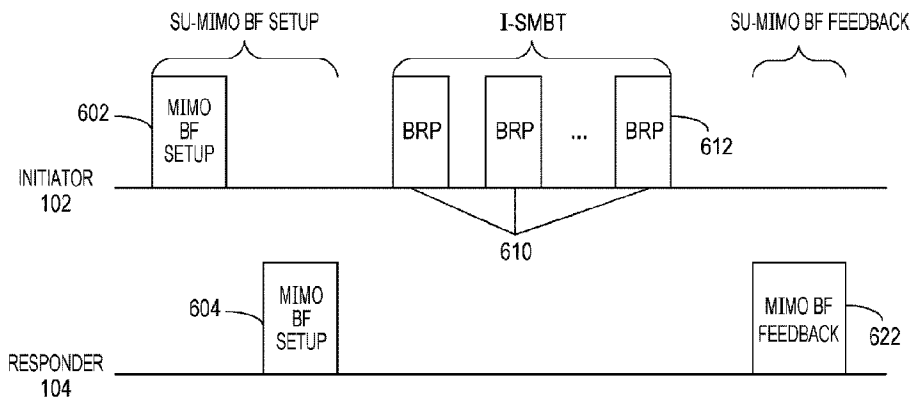 SU-MIMO BF SETUP
I-SMBT
SU-MIMO BF FEEDBACK
602
MIMO
BF
SETUP
BRP
BRP
...
BRP
612
INITIATOR
102
610
604
MIMO
BF
SETUP
MIMO BF
FEEDBACK
622
RESPONDER
104